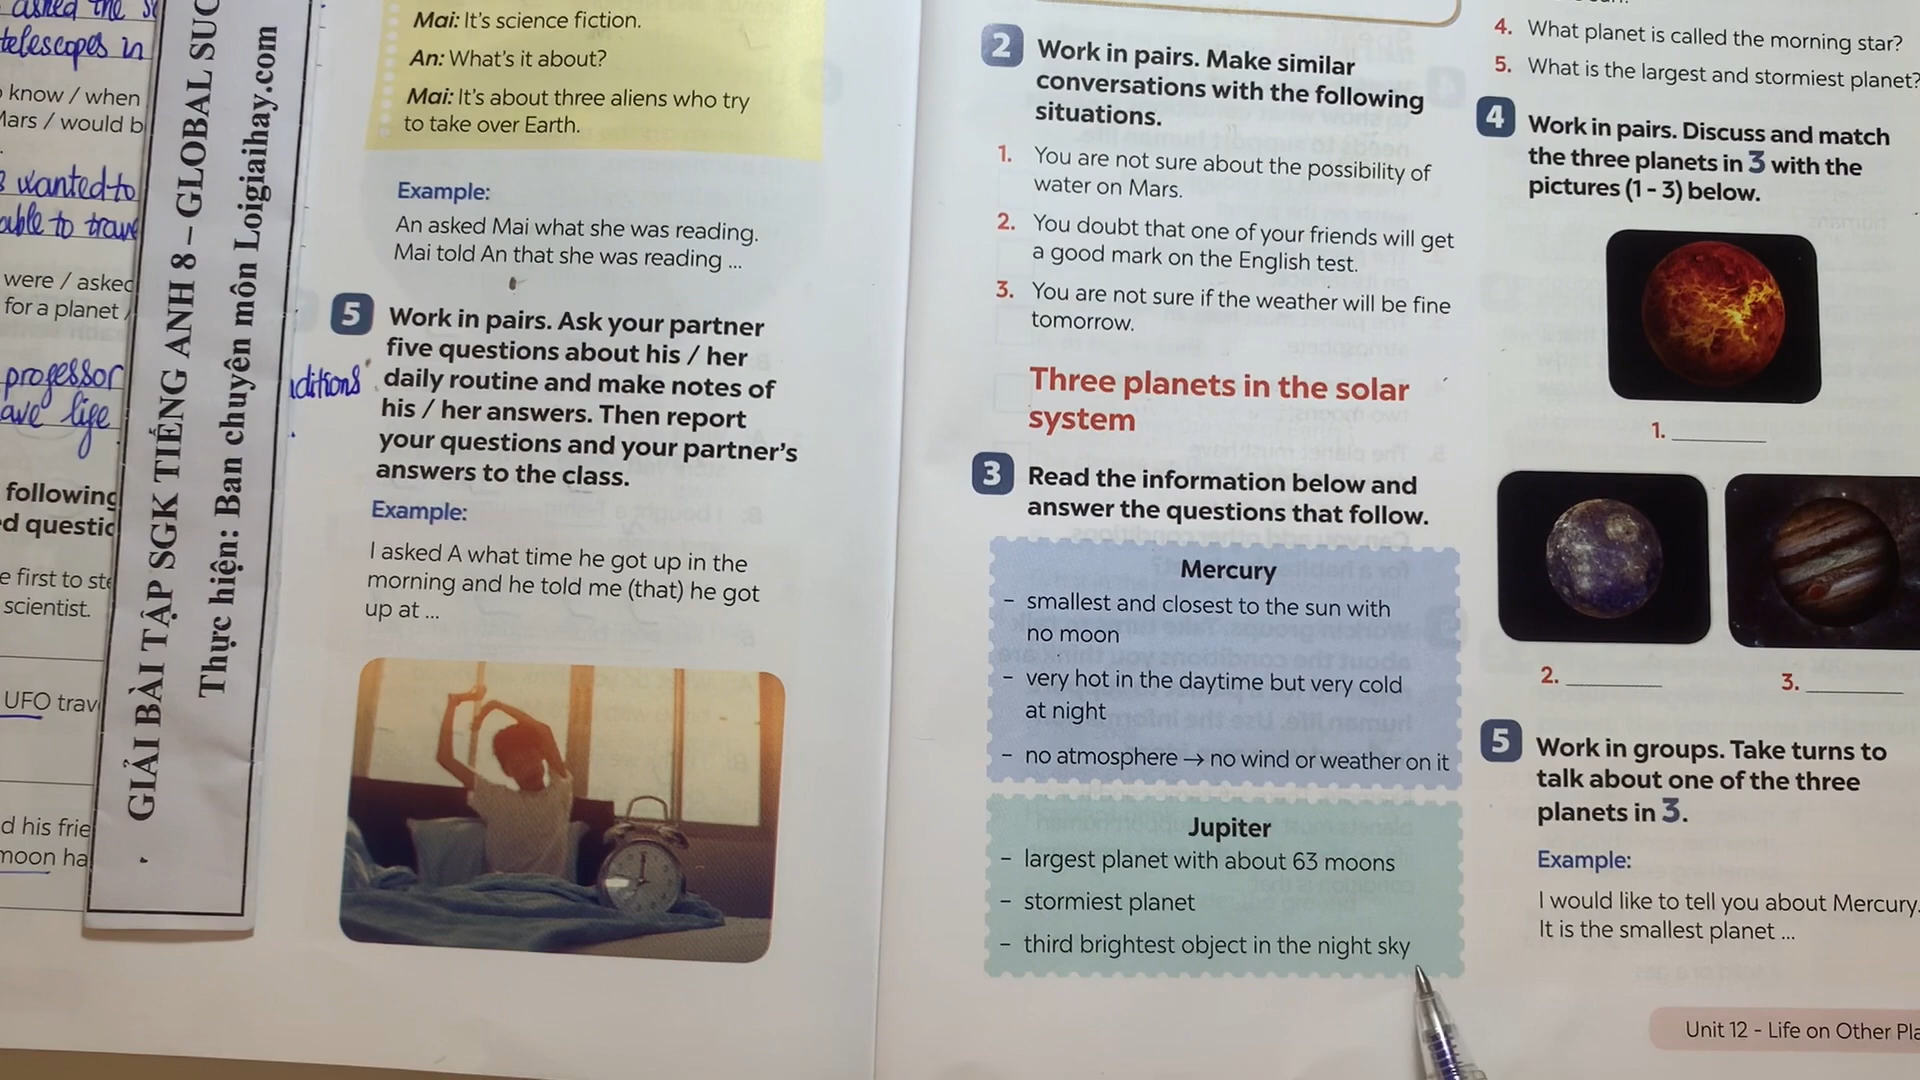 telescopes in
know / when
Mars / would b
wanted to
able to trave
were / asked
for a planet /
professor
ave life
following
d questic
e first to ste
scientist.
UFO trav
d his frie
moon ha
GIẢI BÀI TẬP SGK TIẾNG ANH 8 – GLOBAL SUC
Thực hiện: Ban chuyên môn Loigiaihay.com
Mai: It's science fiction.
An: What's it about?
Mai: It's about three aliens who try
to take over Earth.
Example:
An asked Mai what she was reading.
Mai told An that she was reading ...
5 Work in pairs. Ask your partner
five questions about his / her
ditions daily routine and make notes of
his / her answers. Then report
your questions and your partner's
answers to the class.
Example:
I asked A what time he got up in the
morning and he told me (that) he got
up at ...
2 Work in pairs. Make similar
conversations with the following
situations.
1. You are not sure about the possibility of
water on Mars.
2. You doubt that one of your friends will get
a good mark on the English test.
3. You are not sure if the weather will be fine
tomorrow.
Three planets in the solar
system
3 Read the information below and
answer the questions that follow.
Mercury
– smallest and closest to the sun with
no moon
– very hot in the daytime but very cold
at night
– no atmosphere → no wind or weather on it
Jupiter
– largest planet with about 63 moons
– stormiest planet
– third brightest object in the night sky
4. What planet is called the morning star?
5. What is the largest and stormiest planet?
4 Work in pairs. Discuss and match
the three planets in 3 with the
pictures (1 - 3) below.
1. ________
2. ________
3. ________
5 Work in groups. Take turns to
talk about one of the three
planets in 3.
Example:
I would like to tell you about Mercury.
It is the smallest planet ...
Unit 12 - Life on Other Pla